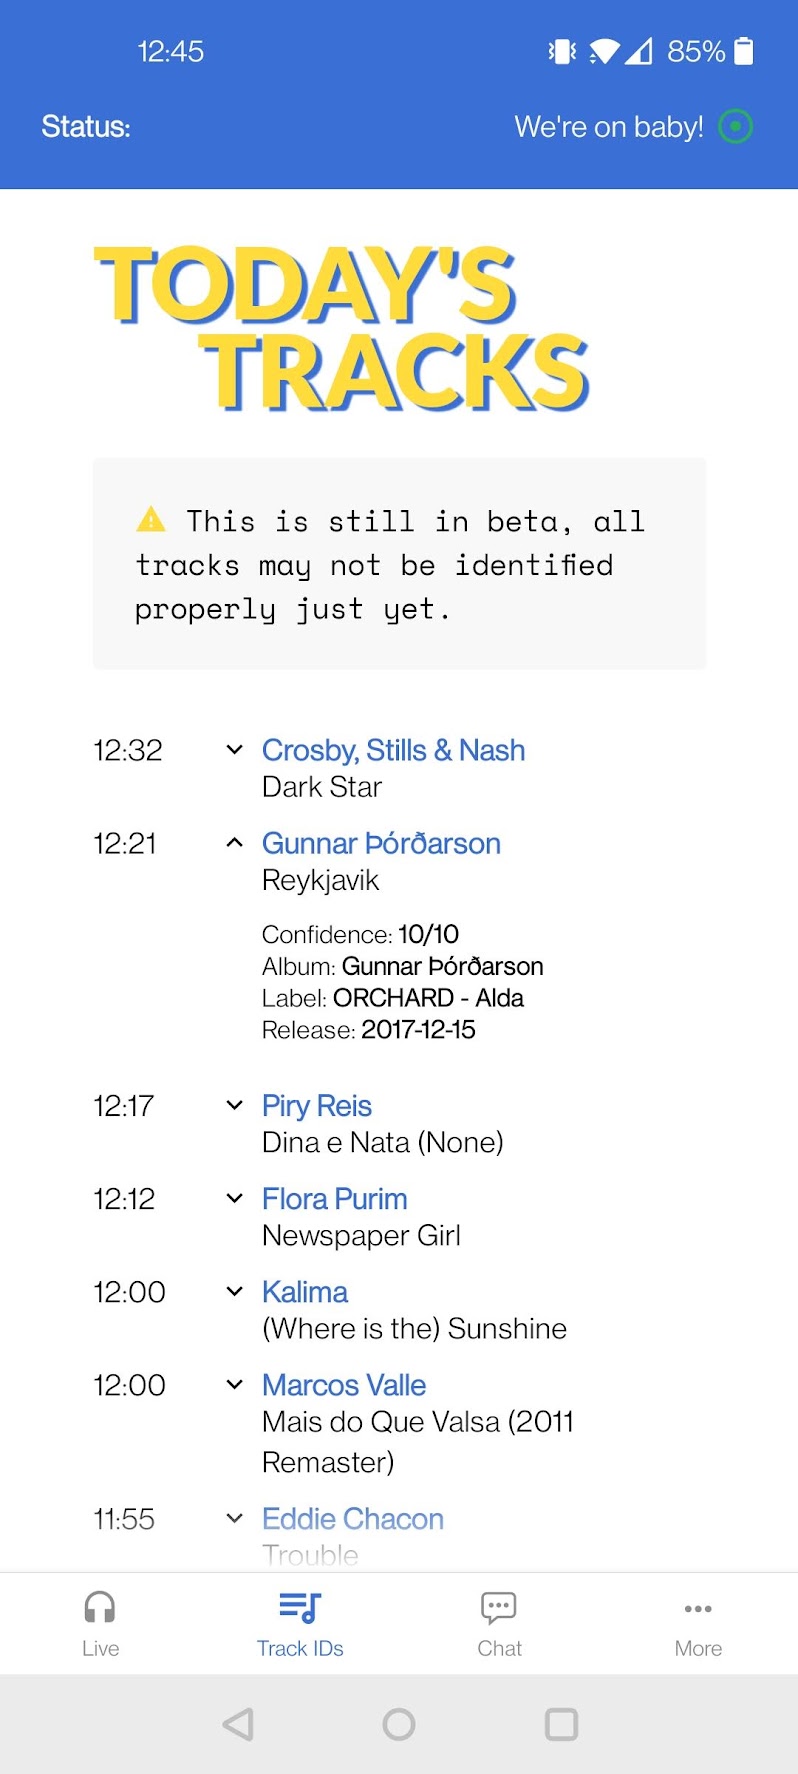 12:45
85%
Status:
We're on baby!
TODAY'S
TRACKS
This is still in beta, all
tracks may not be identified
properly just yet.
12:32
Crosby, Stills & Nash
Dark Star
12:21
Gunnar Þórðarson
Reykjavik
Confidence: 10/10
Album: Gunnar Þórðarson
Label: ORCHARD - Alda
Release: 2017-12-15
12:17
Piry Reis
Dina e Nata (None)
12:12
Flora Purim
Newspaper Girl
12:00
Kalima
(Where is the) Sunshine
12:00
Marcos Valle
Mais do Que Valsa (2011
Remaster)
11:55
Eddie Chacon
Trouble
Live
Track IDs
Chat
More